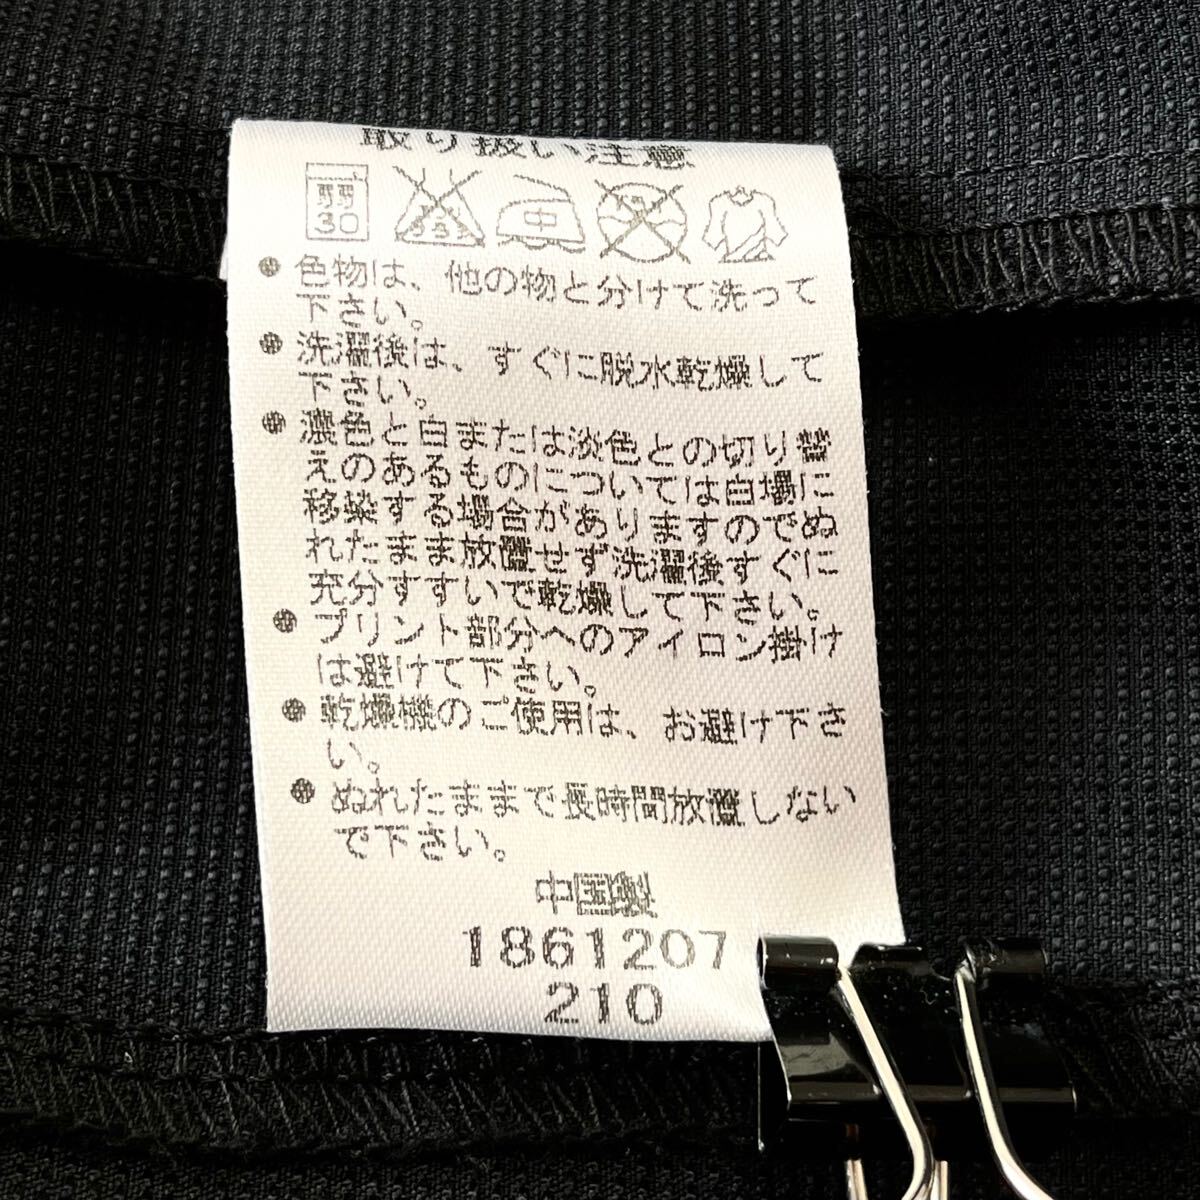 取り扱い注意
弱
30
中
● 色物は、他の物と分けて洗って
下さい。
● 洗濯後は、すぐに脱水乾燥して
下さい。
● 濃色と白または淡色との切り替
えのあるものについては白場に
移染する場合がありますのでぬ
れたまま放置せず洗濯後すぐに
充分すすいで乾燥して下さい。
● プリント部分へのアイロン掛け
は避けて下さい。
● 乾燥機のご使用は、お避け下さ
い。
● ぬれたままで長時間放置しない
で下さい。
中国製
1861207
210